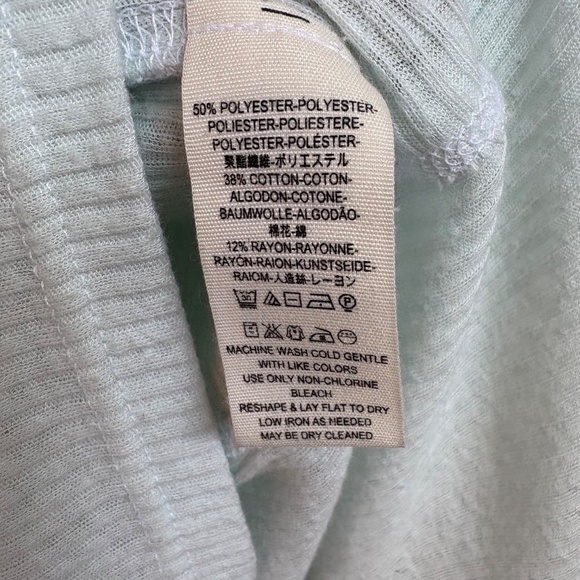 50% POLYESTER-POLYESTER-
POLIESTER-POLIESTERE-
POLYESTER-POLÉSTER-
聚酯纖維-ポリエステル
38% COTTON-COTON-
ALGODON-COTONE-
BAUMWOLLE-ALGODÃO-
棉花-綿
12% RAYON-RAYONNE-
RAYÓN-RAION-KUNSTSEIDE-
RAIOM-人造絲-レーヨン
30
P
MACHINE WASH COLD GENTLE
WITH LIKE COLORS
USE ONLY NON-CHLORINE
BLEACH
RESHAPE & LAY FLAT TO DRY
LOW IRON AS NEEDED
MAY BE DRY CLEANED